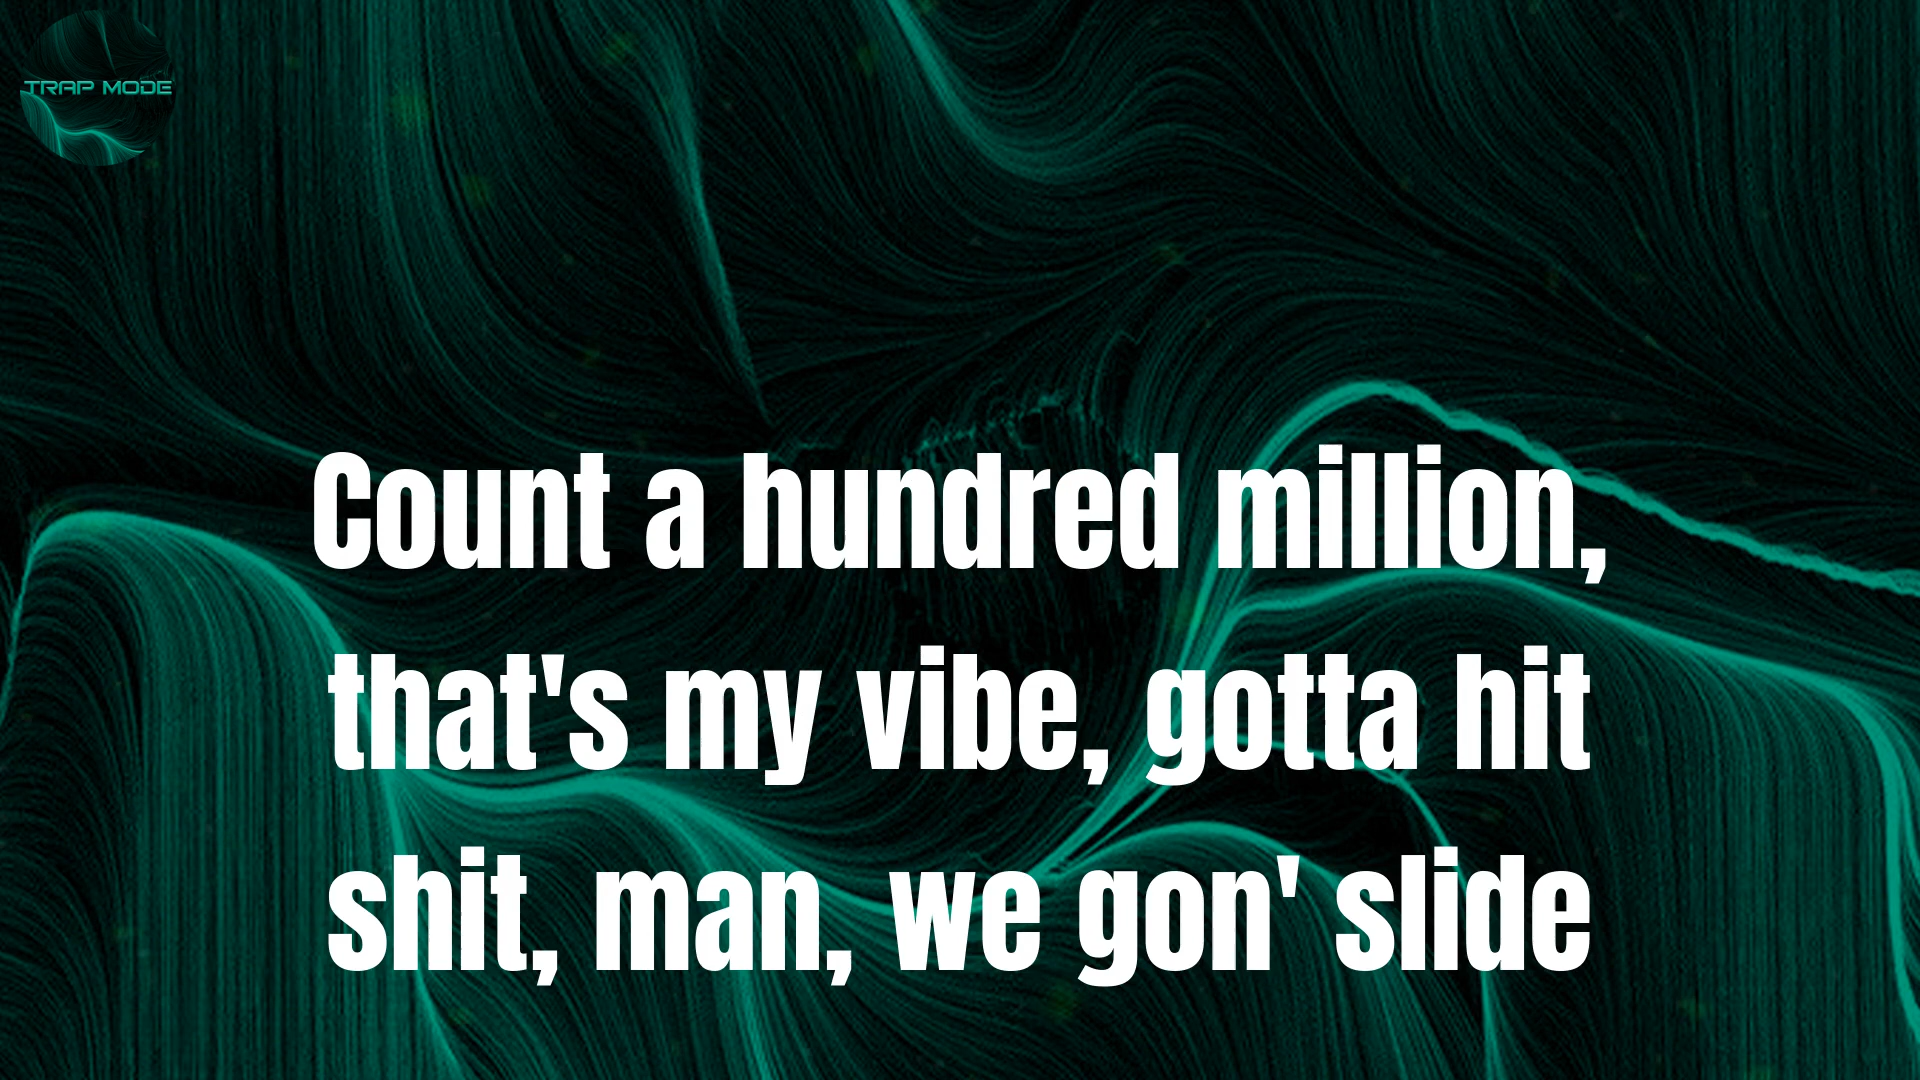 TRAP MODE
Count a hundred million,
that's my vibe, gotta hit
shit, man, we gon' slide